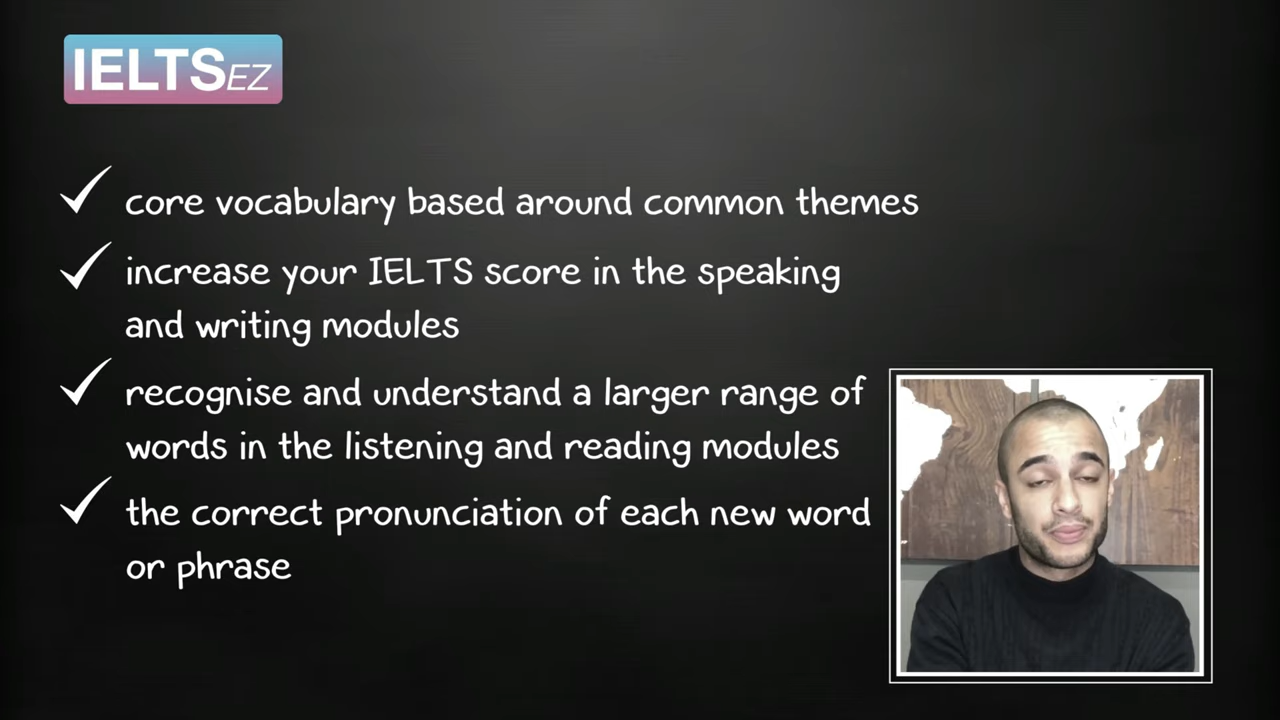 IELTSEZ
core vocabulary based around common themes
increase your IELTS score in the speaking
and writing modules
recognise and understand a larger range of
words in the listening and reading modules
the correct pronunciation of each new word
or phrase